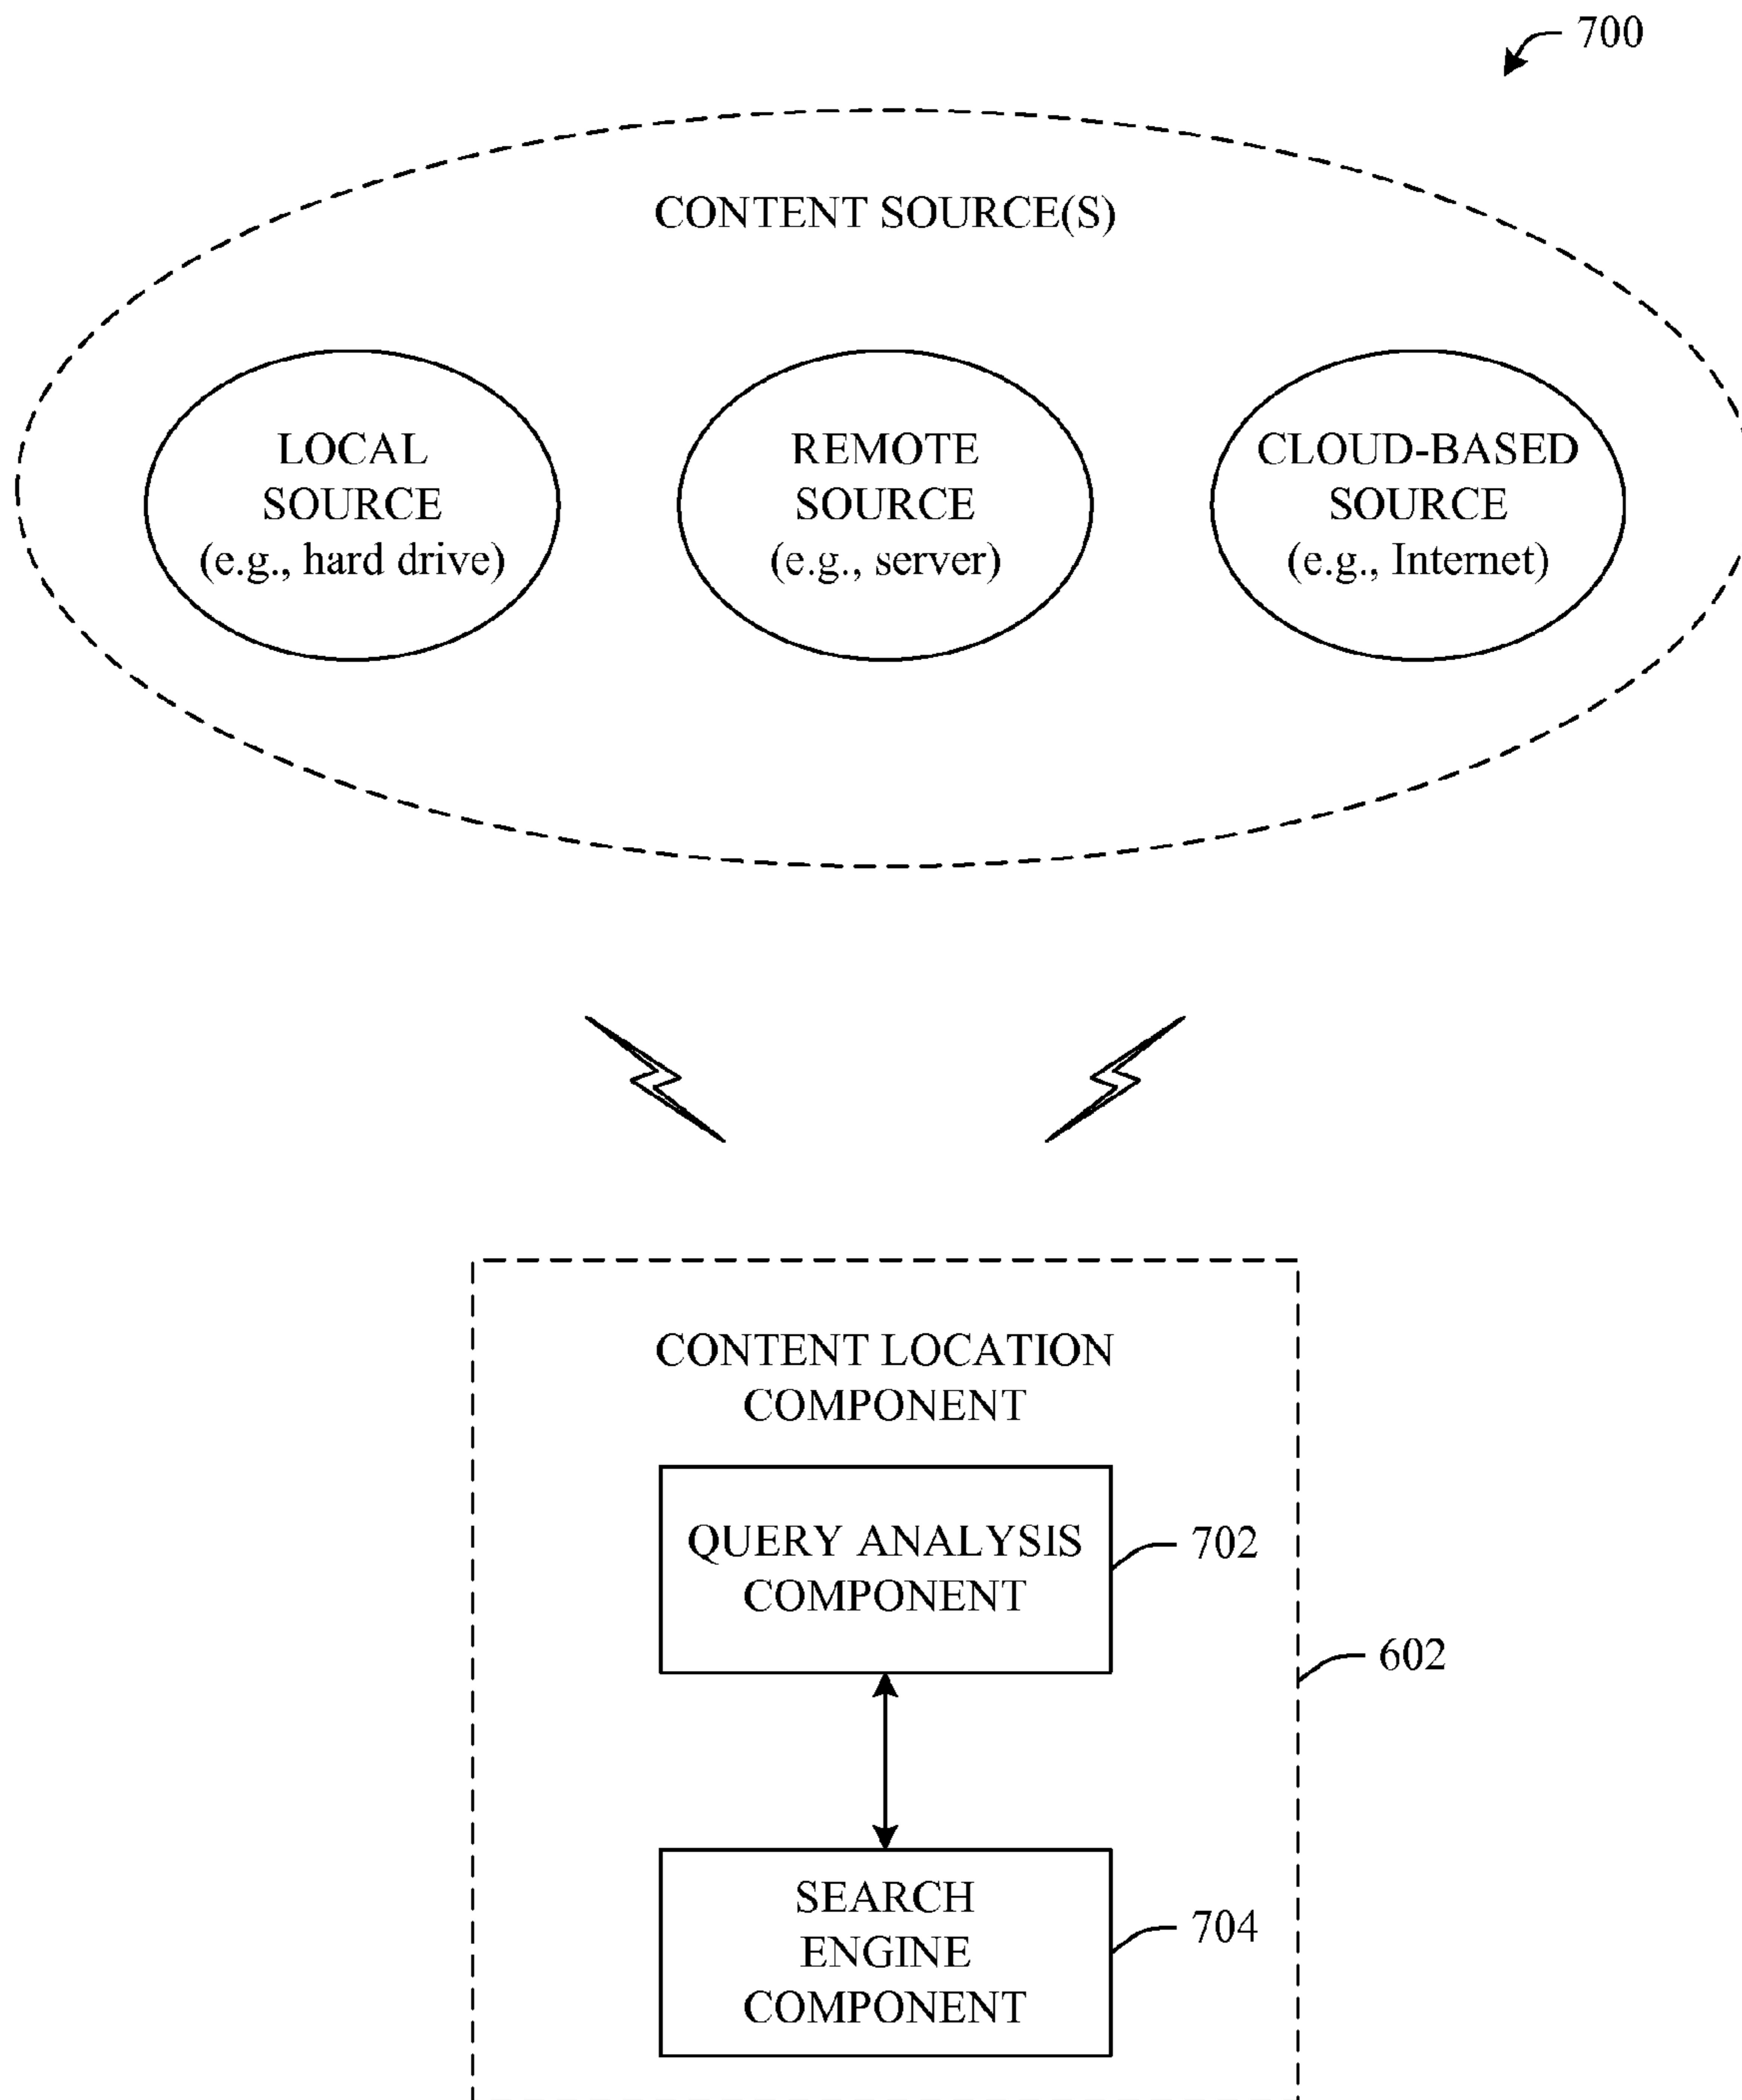 700
CONTENT SOURCE(S)
LOCAL
SOURCE
(e.g., hard drive)
REMOTE
SOURCE
(e.g., server)
CLOUD-BASED
SOURCE
(e.g., Internet)
CONTENT LOCATION
COMPONENT
QUERY ANALYSIS
COMPONENT
702
602
SEARCH
ENGINE
COMPONENT
704